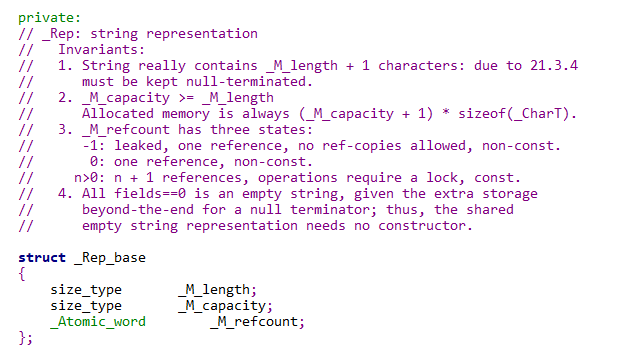 private:
// _Rep: string representation
//   Invariants:
//   1. String really contains _M_length + 1 characters: due to 21.3.4
//      must be kept null-terminated.
//   2. _M_capacity >= _M_length
//      Allocated memory is always (_M_capacity + 1) * sizeof(_CharT).
//   3. _M_refcount has three states:
//      -1: leaked, one reference, no ref-copies allowed, non-const.
//       0: one reference, non-const.
//     n>0: n + 1 references, operations require a lock, const.
//   4. All fields==0 is an empty string, given the extra storage
//      beyond-the-end for a null terminator; thus, the shared
//      empty string representation needs no constructor.
struct _Rep_base
{
    size_type       _M_length;
    size_type       _M_capacity;
    _Atomic_word        _M_refcount;
};